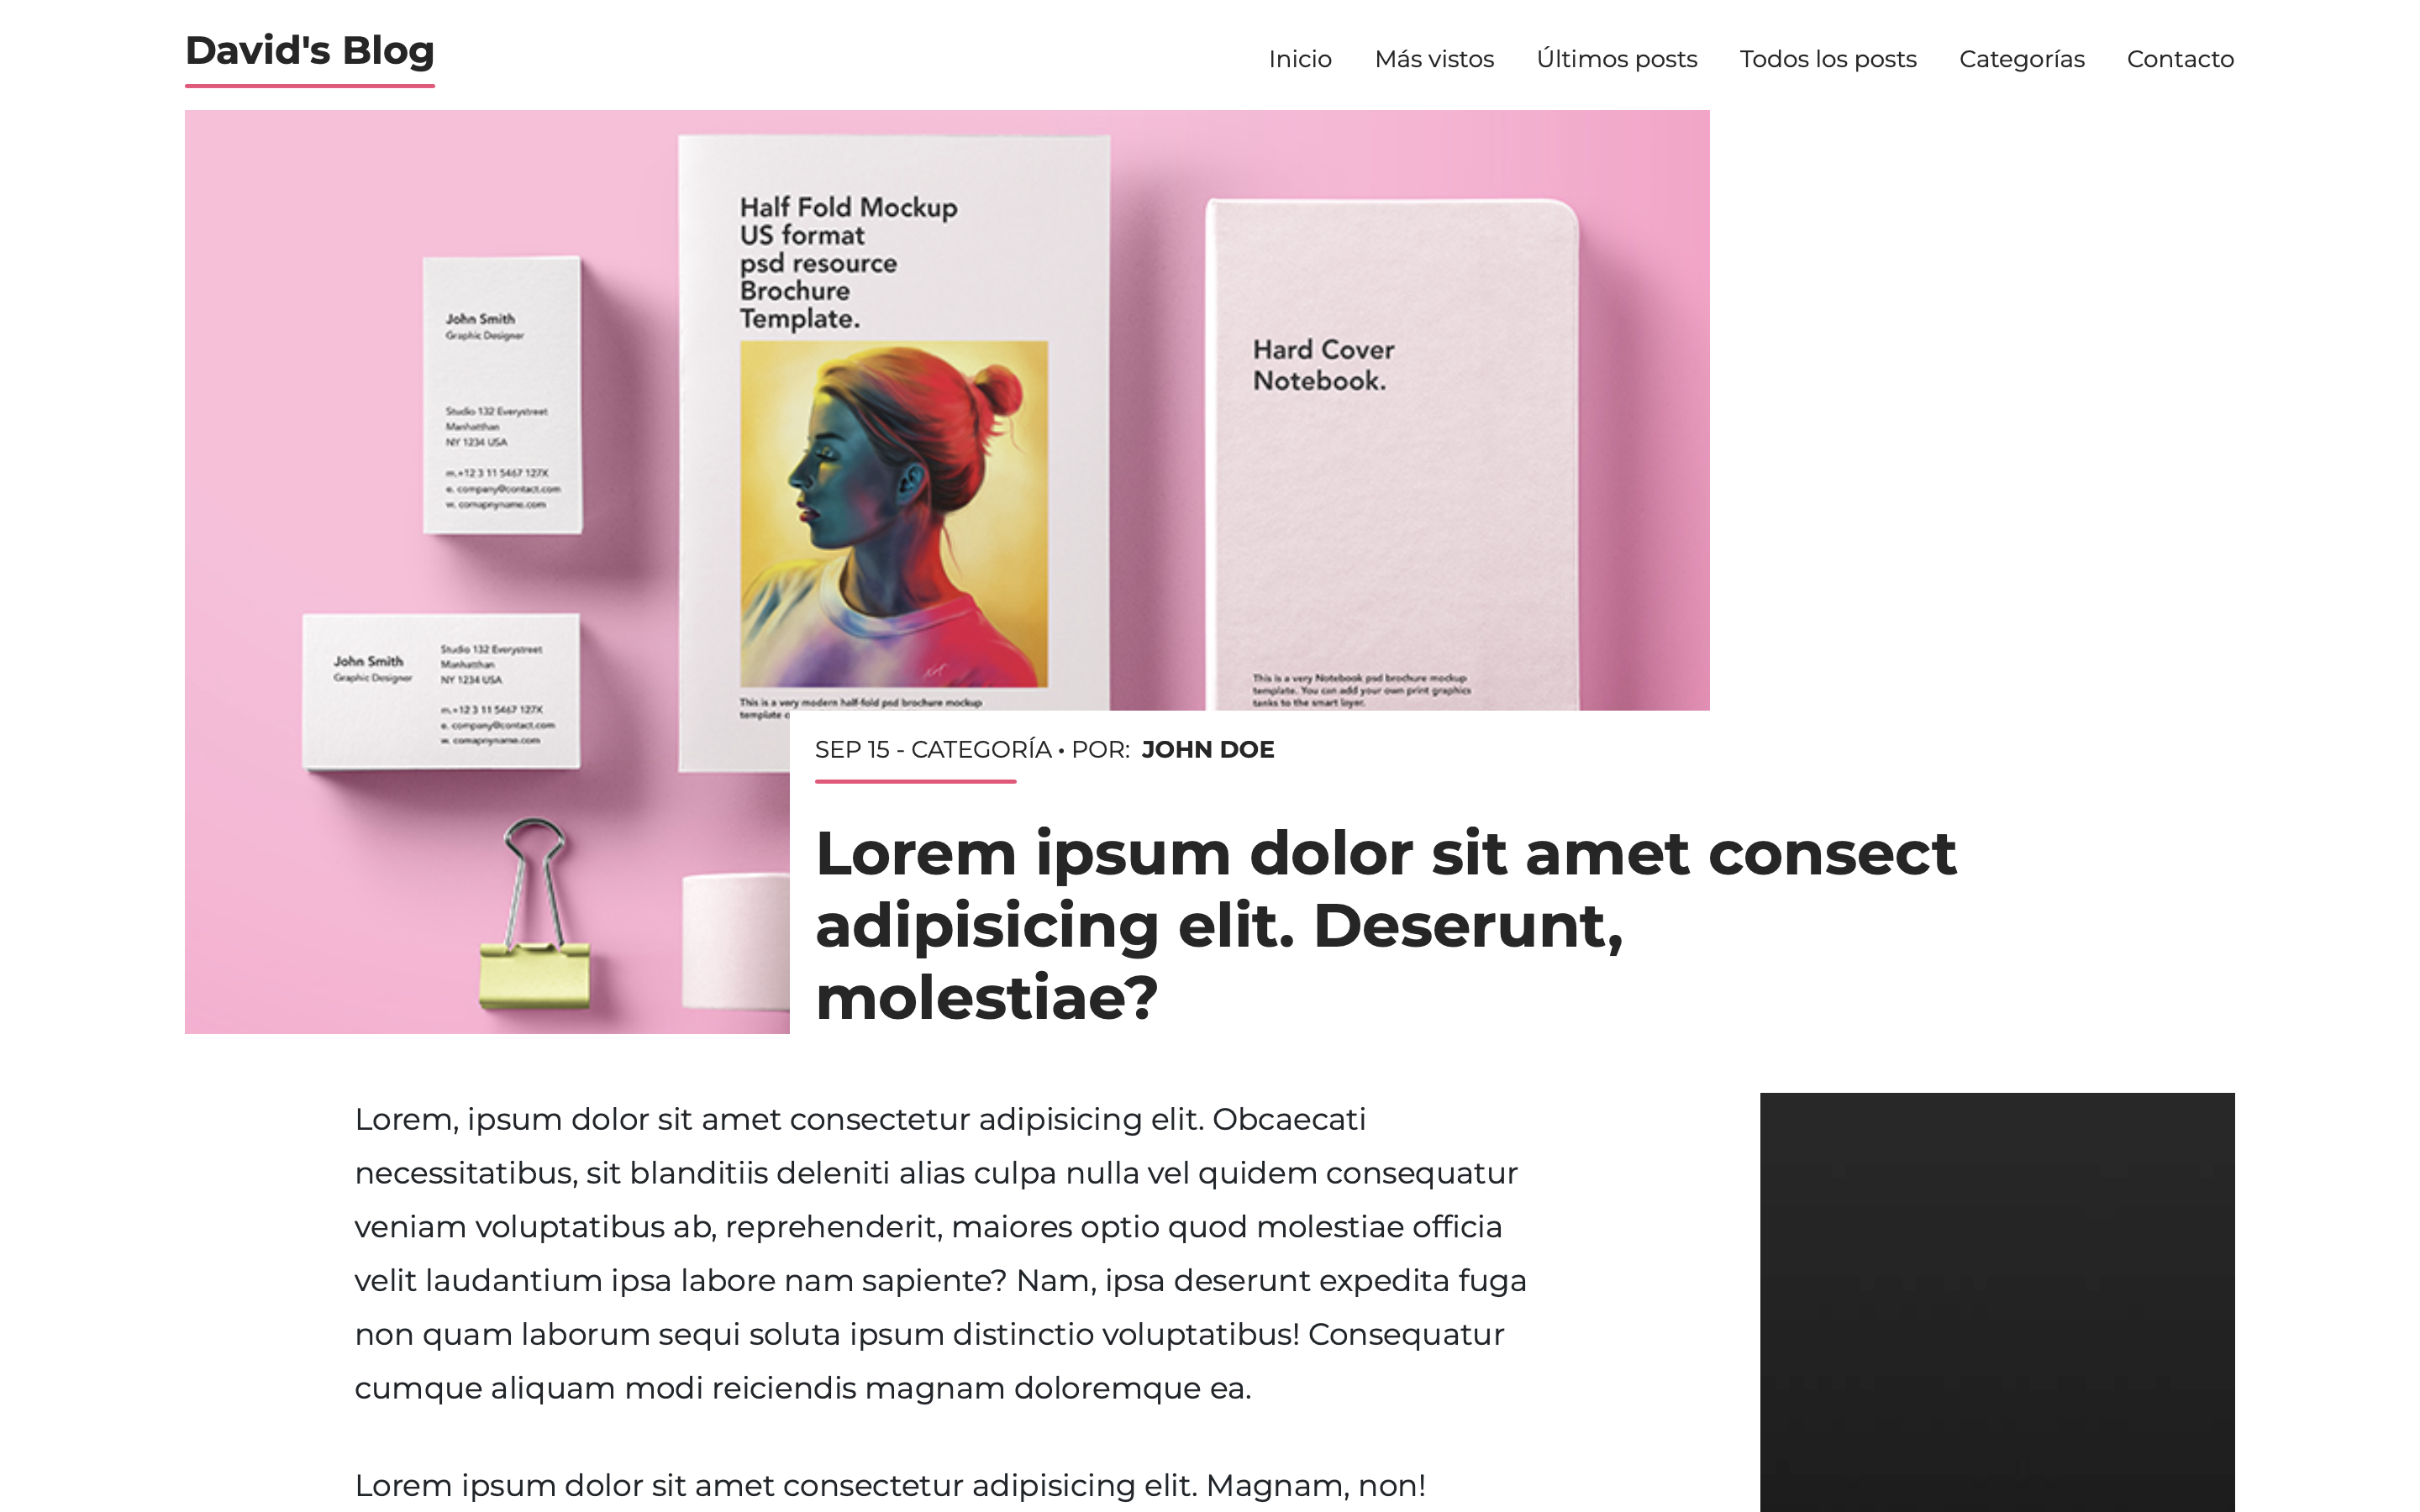 David's Blog
Inicio Más vistos Últimos posts Todos los posts Categorías Contacto
Half Fold Mockup
US format
psd resource
Brochure
Template.
This is a very modern half-fold psd brochure mockup
template
Hard Cover
Notebook.
This is a very Notebook psd brochure mockup
template. You can add your own print graphics
tanks to the smart layer.
John Smith
Graphic Designer
Studio 132 Everystreet
Manhatthan
NY 1234 USA
m.+12 3 11 5467 127X
e. company@contact.com
w. comapnyname.com
John Smith
Graphic Designer
Studio 132 Everystreet
Manhatthan
NY 1234 USA
m.+12 3 11 5467 127X
e. company@contact.com
w. comapnyname.com
SEP 15 - CATEGORÍA • POR: JOHN DOE
Lorem ipsum dolor sit amet consect
adipisicing elit. Deserunt,
molestiae?
Lorem, ipsum dolor sit amet consectetur adipisicing elit. Obcaecati
necessitatibus, sit blanditiis deleniti alias culpa nulla vel quidem consequatur
veniam voluptatibus ab, reprehenderit, maiores optio quod molestiae officia
velit laudantium ipsa labore nam sapiente? Nam, ipsa deserunt expedita fuga
non quam laborum sequi soluta ipsum distinctio voluptatibus! Consequatur
cumque aliquam modi reiciendis magnam doloremque ea.
Lorem ipsum dolor sit amet consectetur adipisicing elit. Magnam, non!